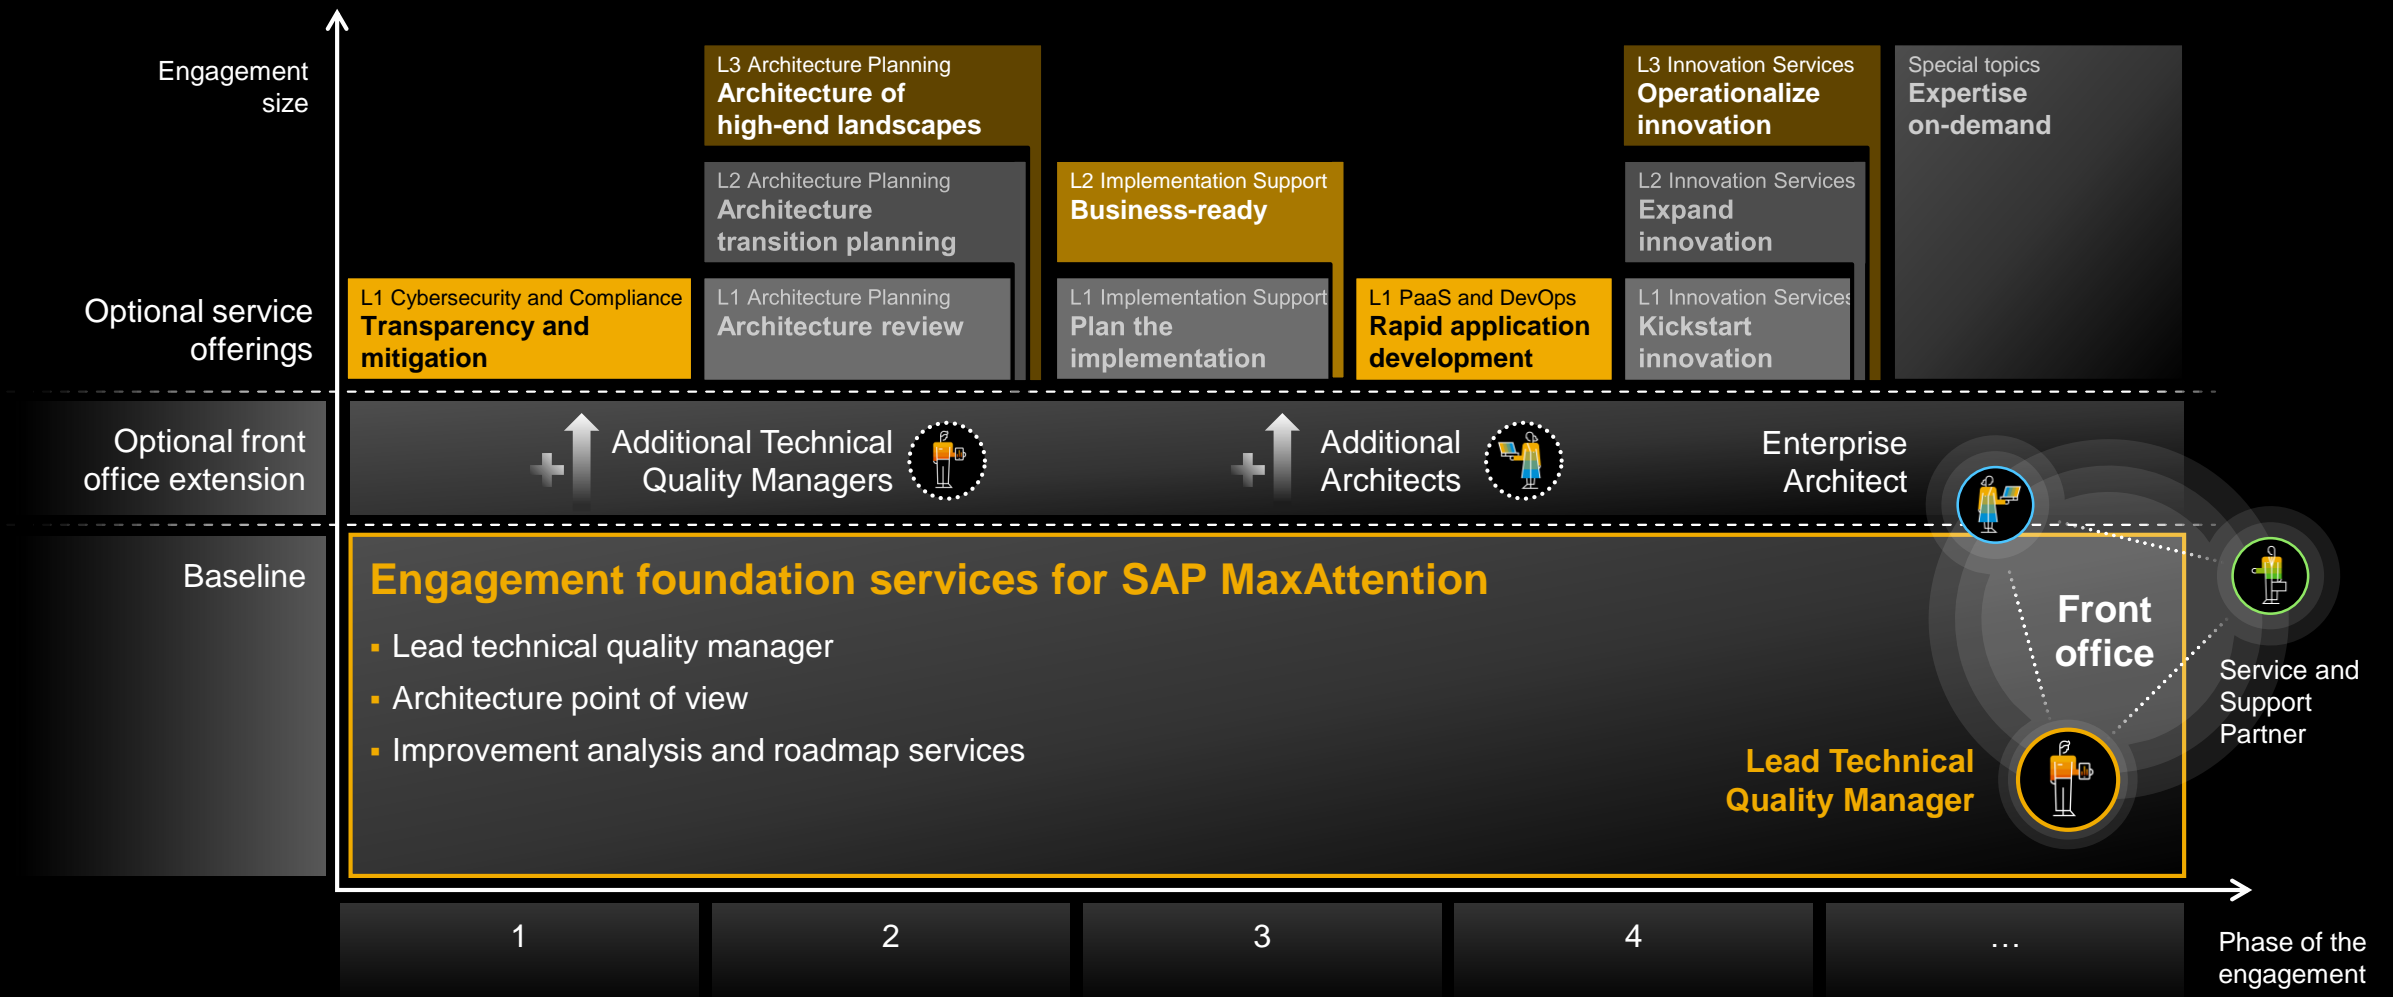 Engagement
size
L3 Architecture Planning
Architecture of
high-end landscapes
L3 Innovation Services
Operationalize
innovation
Special topics
Expertise
on-demand
L2 Architecture Planning
Architecture
transition planning
L2 Implementation Support
Business-ready
L2 Innovation Services
Expand
innovation
Optional service
offerings
L1 Cybersecurity and Compliance
Transparency and
mitigation
L1 Architecture Planning
Architecture review
L1 Implementation Support
Plan the
implementation
L1 PaaS and DevOps
Rapid application
development
L1 Innovation Services
Kickstart
innovation
Optional front
office extension
Additional Technical
Quality Managers
Additional
Architects
Enterprise
Architect
Baseline
Engagement foundation services for SAP MaxAttention
▪ Lead technical quality manager
▪ Architecture point of view
▪ Improvement analysis and roadmap services
Front
office
Service and
Support
Partner
Lead Technical
Quality Manager
1
2
3
4
…
Phase of the
engagement